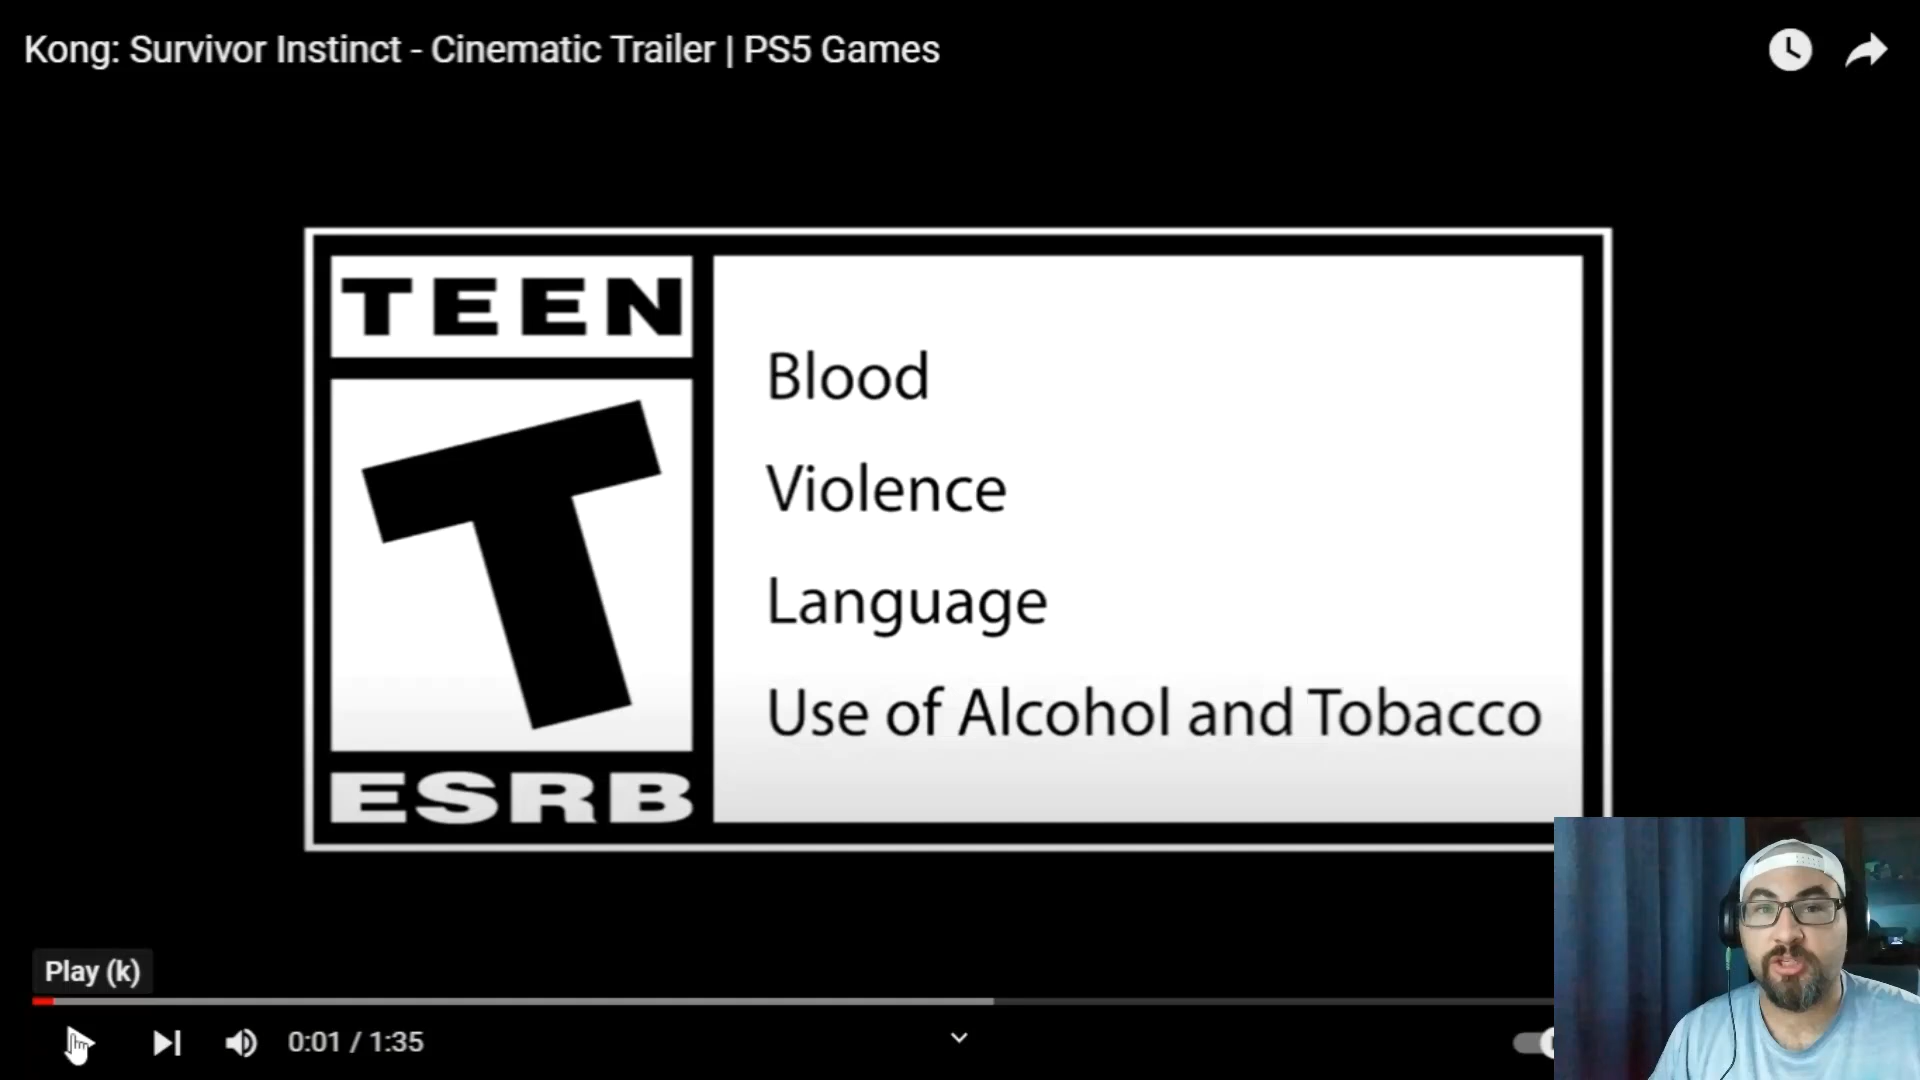 Kong: Survivor Instinct - Cinematic Trailer | PS5 Games
TEEN
T
ESRB
Blood
Violence
Language
Use of Alcohol and Tobacco
Play (k)
0:01 / 1:35